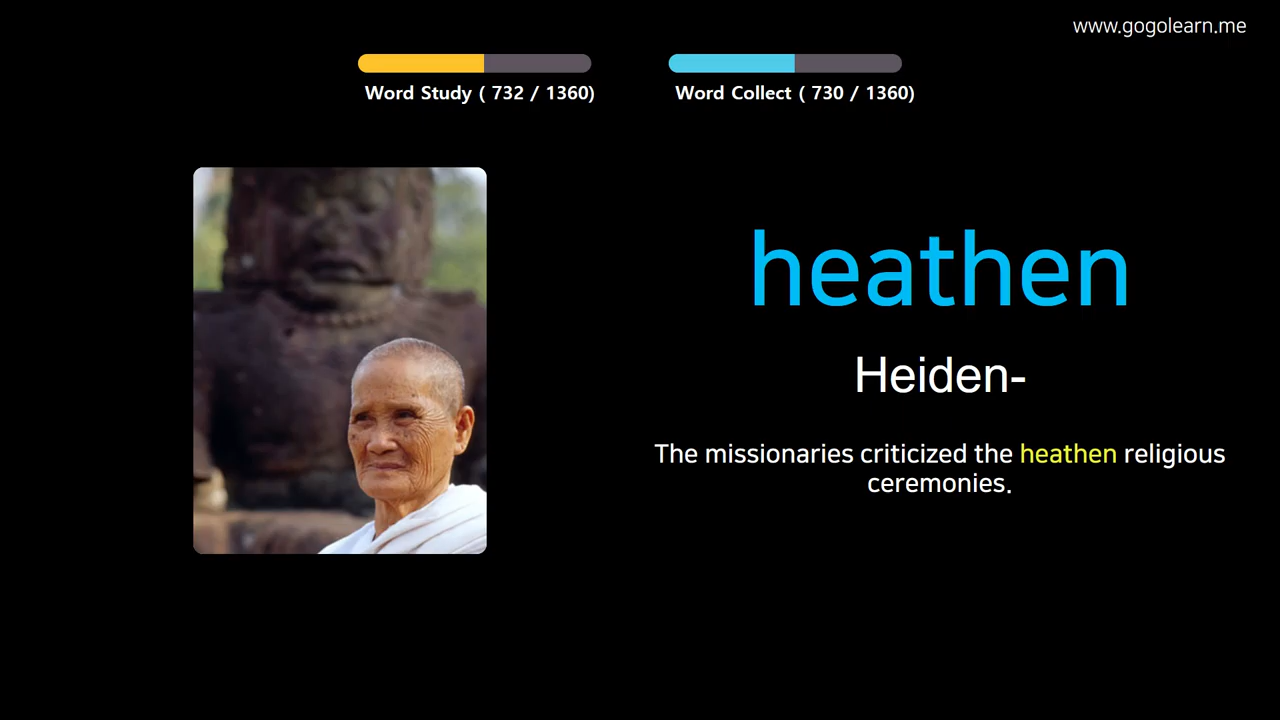 www.gogolearn.me
Word Study ( 732 / 1360)
Word Collect ( 730 / 1360)
heathen
Heiden-
The missionaries criticized the heathen religious
ceremonies.